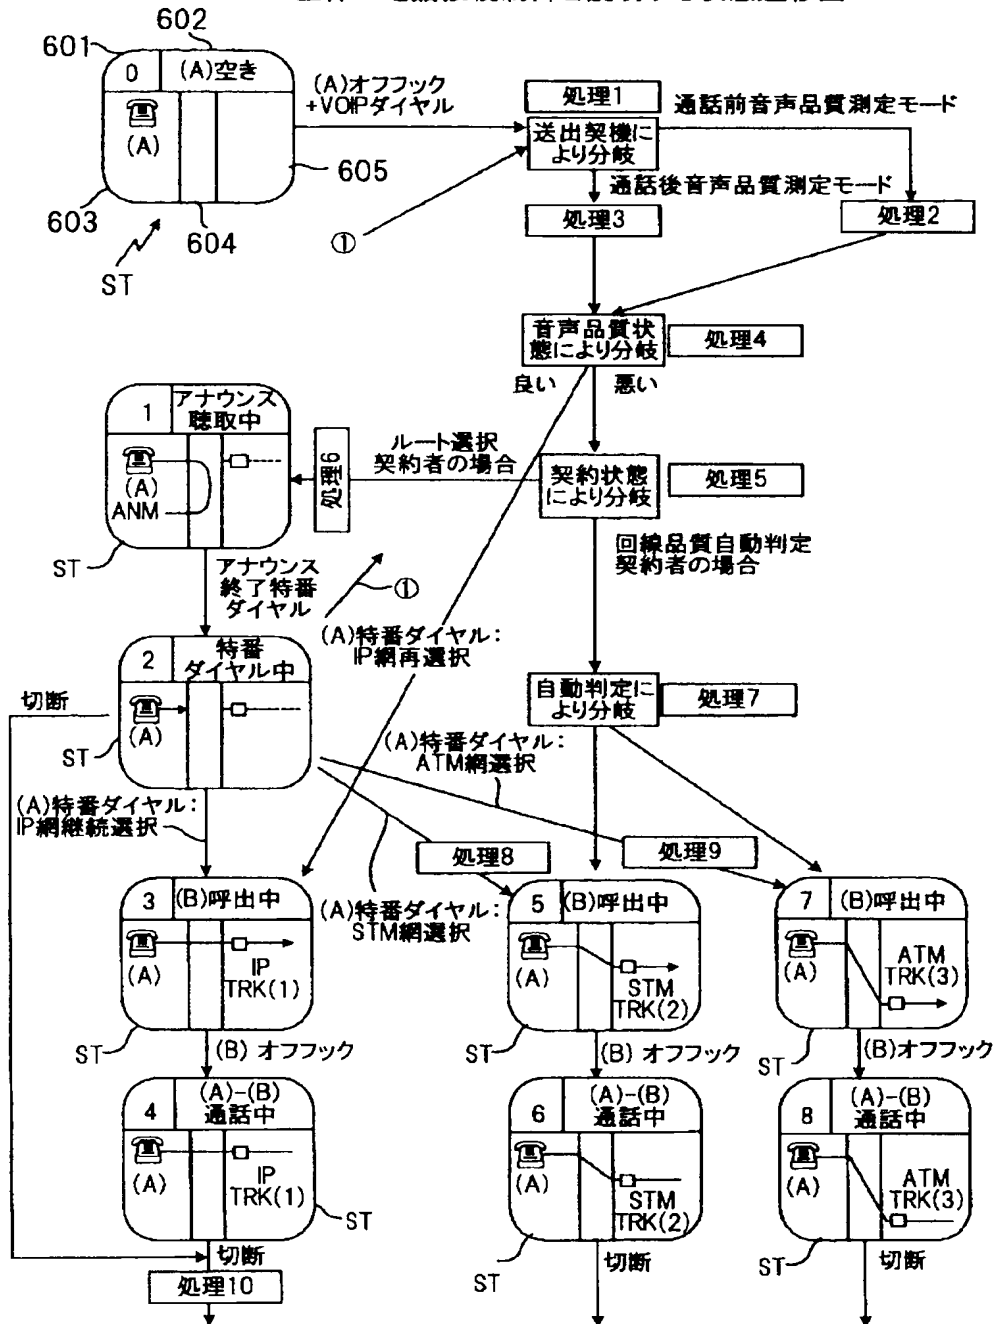 601
602
0
(A)空き
(A)
603
604
605
ST
(A)オフフック
+VOIPダイヤル
①
処理1
送出契機に
より分岐
通話前音声品質測定モード
通話後音声品質測定モード
処理3
処理2
音声品質状
態により分岐
処理4
良い
悪い
1
アナウンス
聴取中
(A)
ANM
ST
処理6
ルート選択
契約者の場合
契約状態
により分岐
処理5
回線品質自動判定
契約者の場合
アナウンス
終了特番
ダイヤル
①
(A)特番ダイヤル:
IP網再選択
2
特番
ダイヤル中
(A)
ST
切断
自動判定に
より分岐
処理7
(A)特番ダイヤル:
ATM網選択
(A)特番ダイヤル:
IP網継続選択
処理8
処理9
(A)特番ダイヤル:
STM網選択
3
(B)呼出中
(A)
IP
TRK(1)
ST
5
(B)呼出中
(A)
STM
TRK(2)
ST
7
(B)呼出中
(A)
ATM
TRK(3)
ST
(B) オフフック
(B) オフフック
(B)オフフック
4
(A)-(B)
通話中
(A)
IP
TRK(1)
ST
6
(A)-(B)
通話中
(A)
STM
TRK(2)
ST
8
(A)-(B)
通話中
(A)
ATM
TRK(3)
ST
切断
切断
切断
処理10